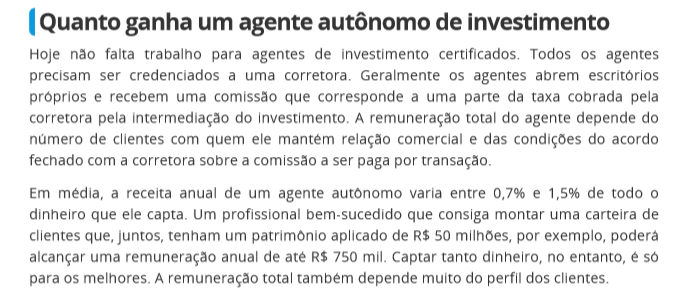 Quanto ganha um agente autônomo de investimento
Hoje não falta trabalho para agentes de investimento certificados. Todos os agentes
precisam ser credenciados a uma corretora. Geralmente os agentes abrem escritórios
próprios e recebem uma comissão que corresponde a uma parte da taxa cobrada pela
corretora pela intermediação do investimento. A remuneração total do agente depende do
número de clientes com quem ele mantém relação comercial e das condições do acordo
fechado com a corretora sobre a comissão a ser paga por transação.
Em média, a receita anual de um agente autônomo varia entre 0,7% e 1,5% de todo o
dinheiro que ele capta. Um profissional bem-sucedido que consiga montar uma carteira de
clientes que, juntos, tenham um patrimônio aplicado de R$ 50 milhões, por exemplo, poderá
alcançar uma remuneração anual de até R$ 750 mil. Captar tanto dinheiro, no entanto, é só
para os melhores. A remuneração total também depende muito do perfil dos clientes.